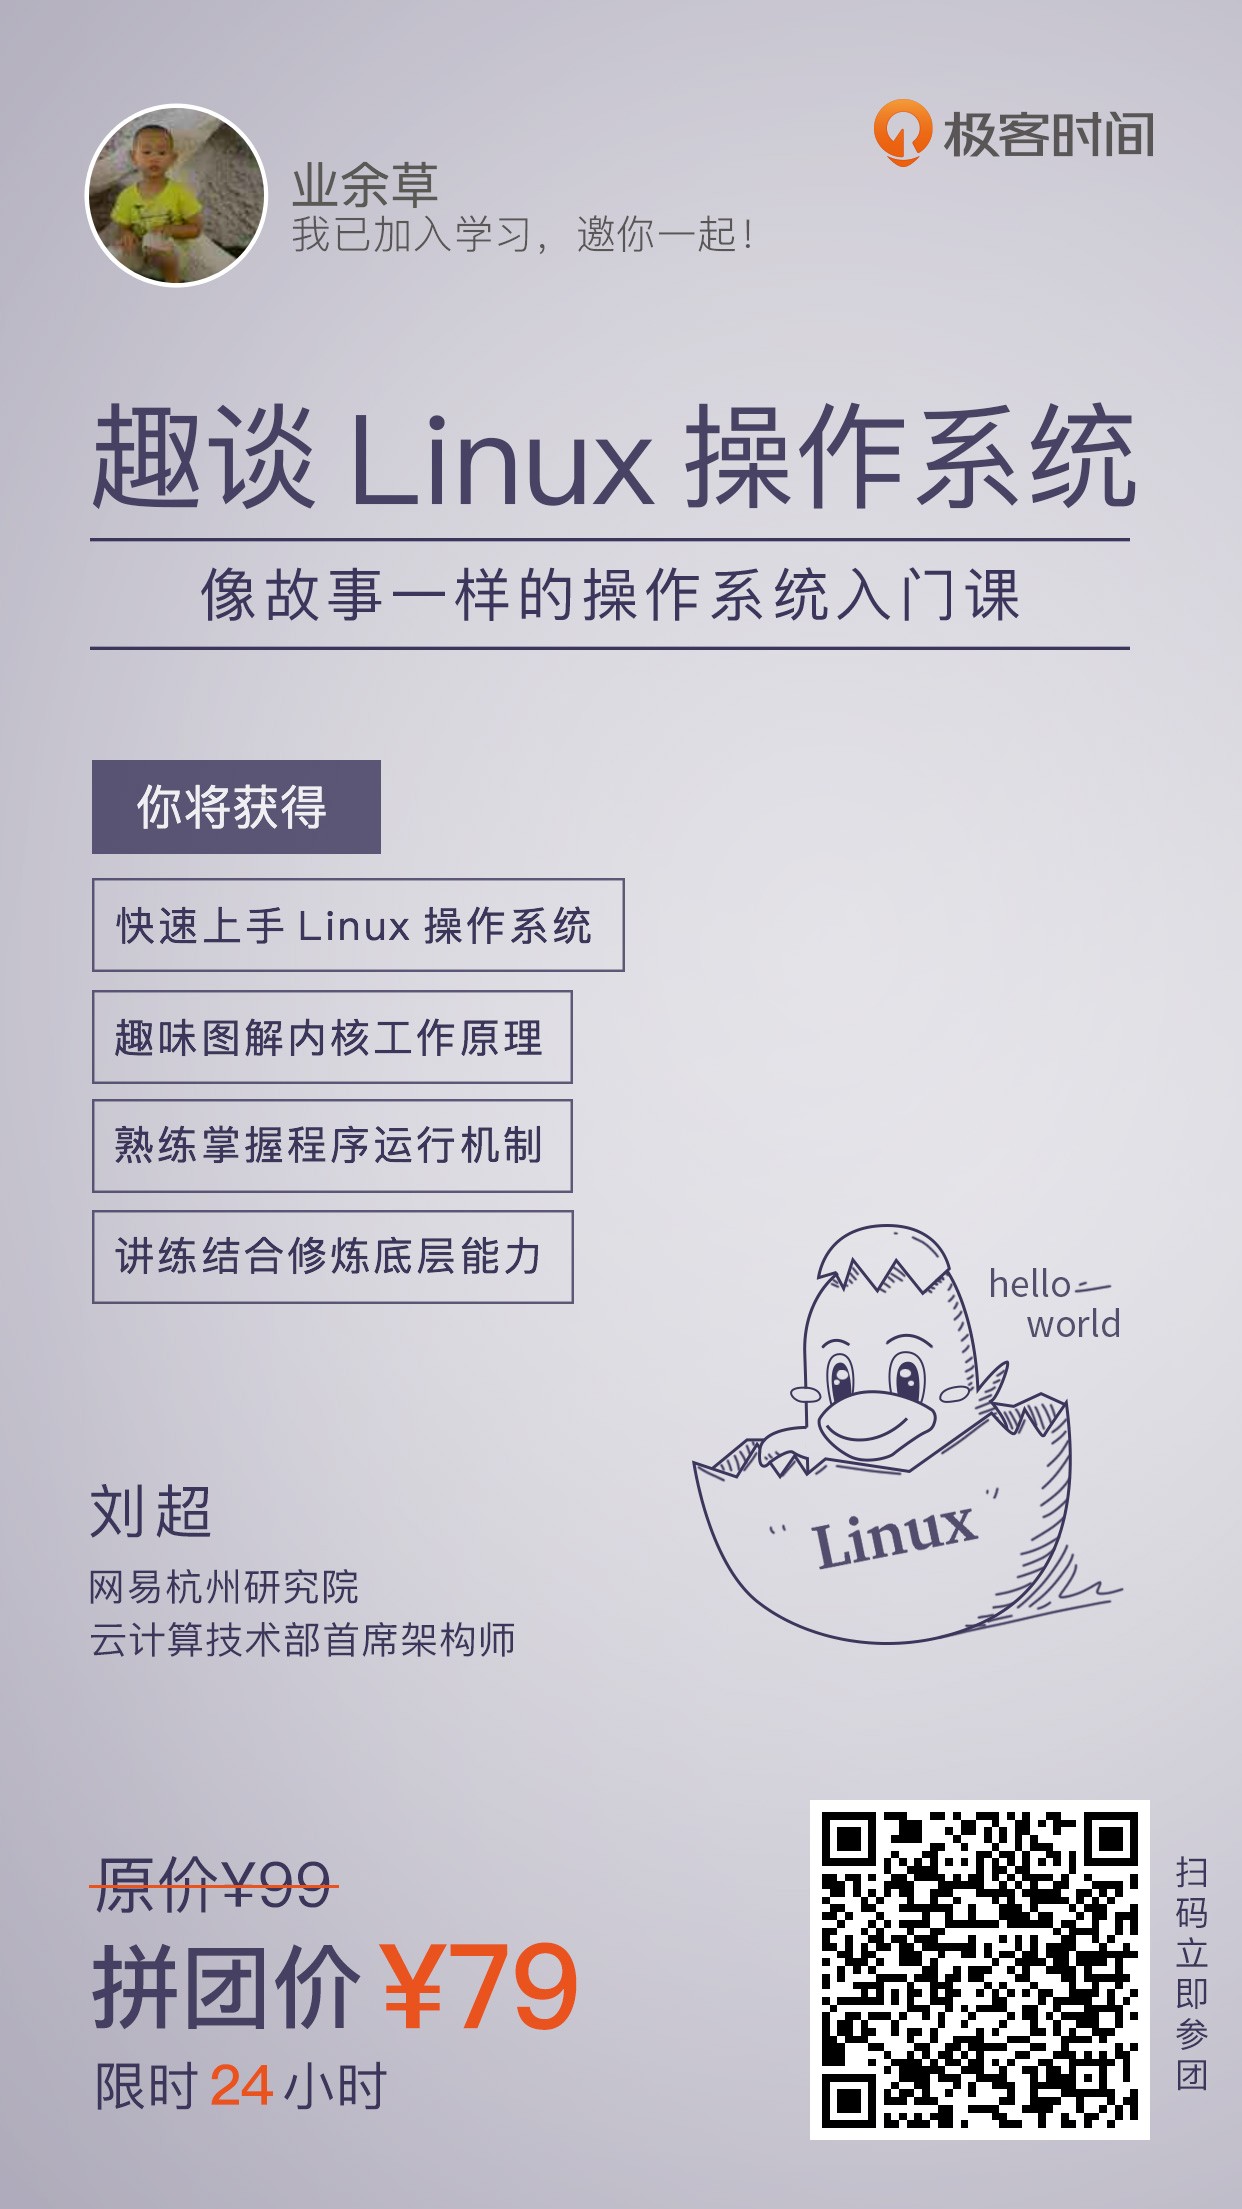 极客时间
业余草
我已加入学习，邀你一起！
趣谈 Linux 操作系统
像故事一样的操作系统入门课
你将获得
快速上手 Linux 操作系统
趣味图解内核工作原理
熟练掌握程序运行机制
讲练结合修炼底层能力
hello
world
Linux
刘超
网易杭州研究院
云计算技术部首席架构师
原价¥99
拼团价 ¥79
限时 24 小时
扫码立即参团